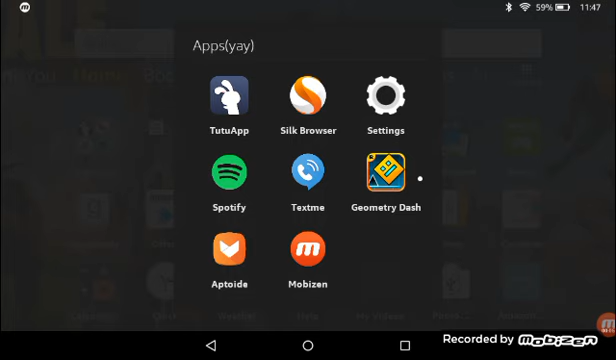 59% 11:47
Apps(yay)
TutuApp Silk Browser Settings
Spotify Textme Geometry Dash
Aptoide Mobizen
Recorded by mobizen